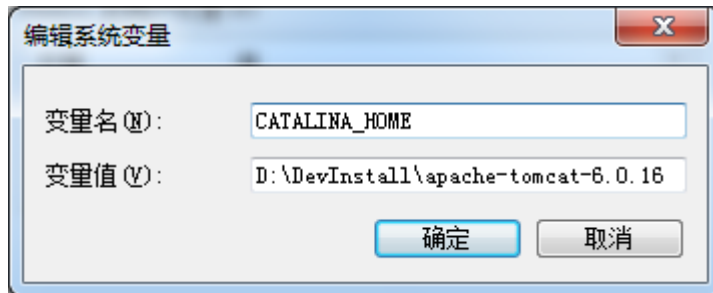 编辑系统变量
变量名(N): CATALINA_HOME
变量值(V): D:\DevInstall\apache-tomcat-6.0.16
确定 取消